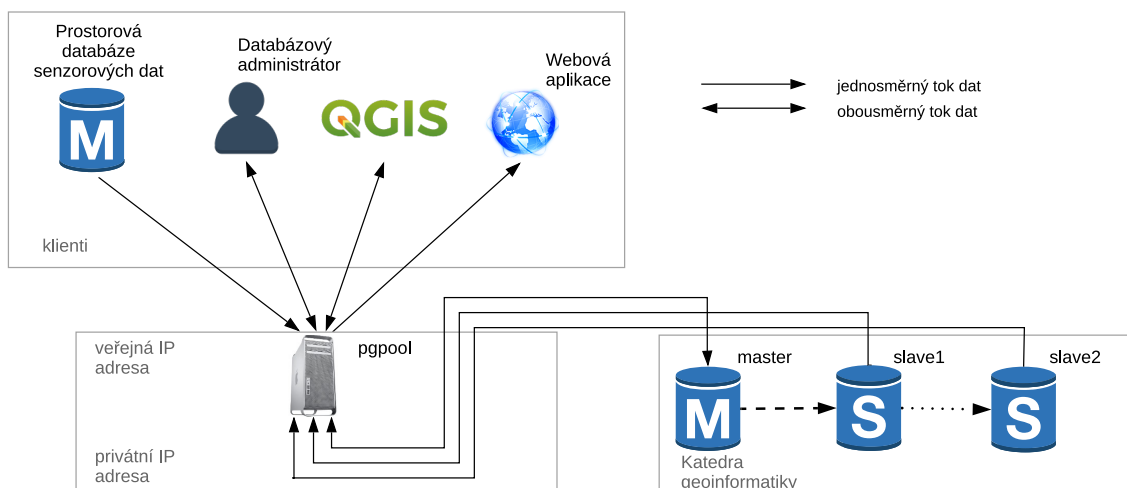 Prostorová
databáze
senzorových dat
M
Databázový
administrátor
QGIS
Webová
aplikace
klienti
jednosměrný tok dat
obousměrný tok dat
veřejná IP
adresa
pgpool
privátní IP
adresa
master
slave1
slave2
M
S
S
Katedra
geoinformatiky